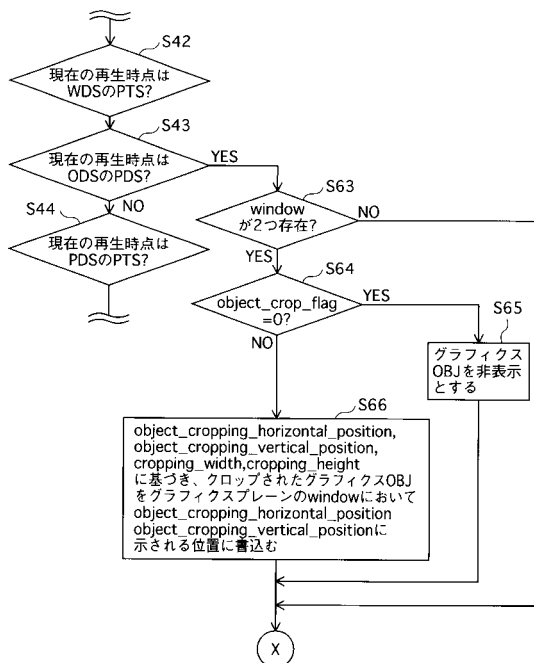 S42
現在の再生時点は
WDSのPTS?
S43
現在の再生時点は
ODSのPDS?
YES
NO
S44
現在の再生時点は
PDSのPTS?
S63
window
が2つ存在?
NO
YES
S64
object_crop_flag
=0?
YES
NO
S65
グラフィクス
OBJを非表示
とする
S66
object_cropping_horizontal_position,
object_cropping_vertical_position,
cropping_width,cropping_height
に基づき、クロップされたグラフィクスOBJ
をグラフィクスプレーンのwindowにおいて
object_cropping_horizontal_position
object_cropping_vertical_positionに
示される位置に書込む
X